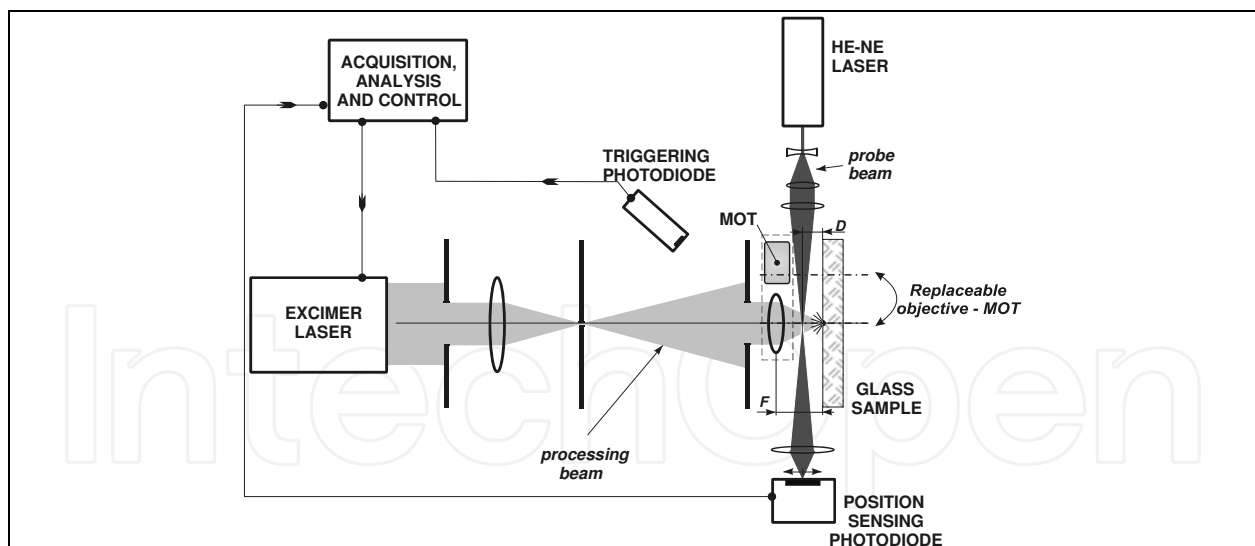 ACQUISITION,
ANALYSIS
AND CONTROL
HE-NE
LASER
TRIGGERING
PHOTODIODE
probe
beam
MOT
D
EXCIMER
LASER
Replaceable
objective - MOT
F
GLASS
SAMPLE
processing
beam
POSITION
SENSING
PHOTODIODE
IntechOpen